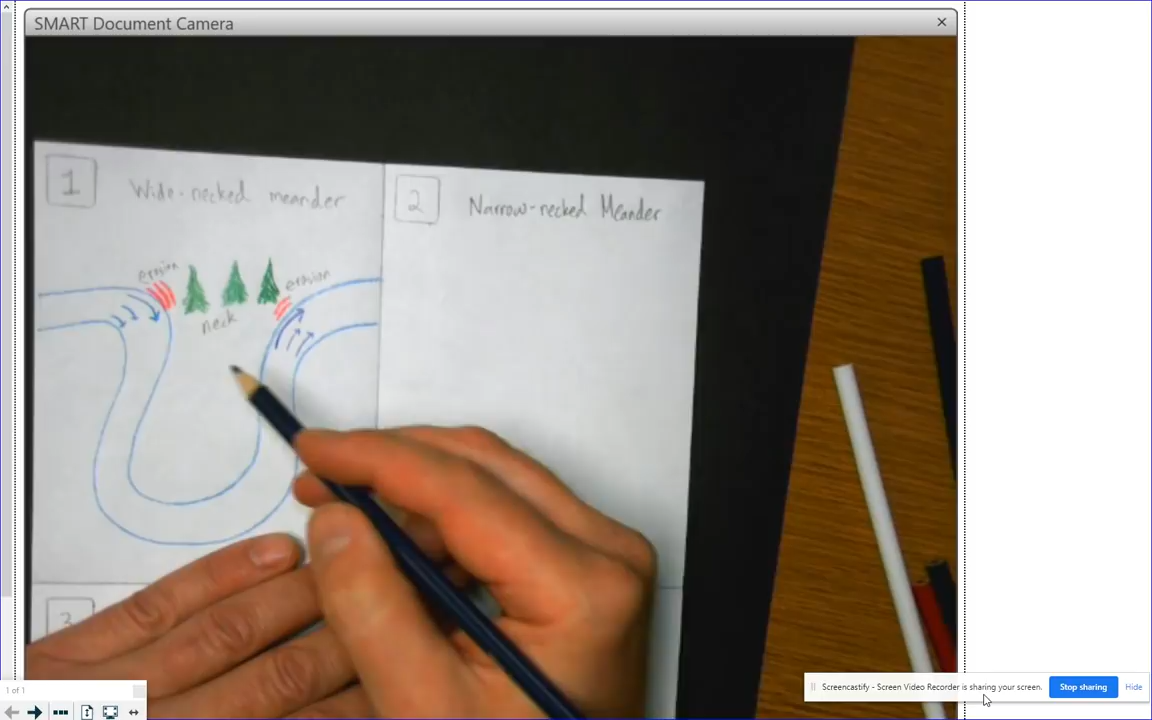 SMART Document Camera
1
Wide-necked meander
2
Narrow-necked Meander
erosion
erosion
neck
3
1 of 1
Screencastify - Screen Video Recorder is sharing your screen.
Stop sharing
Hide